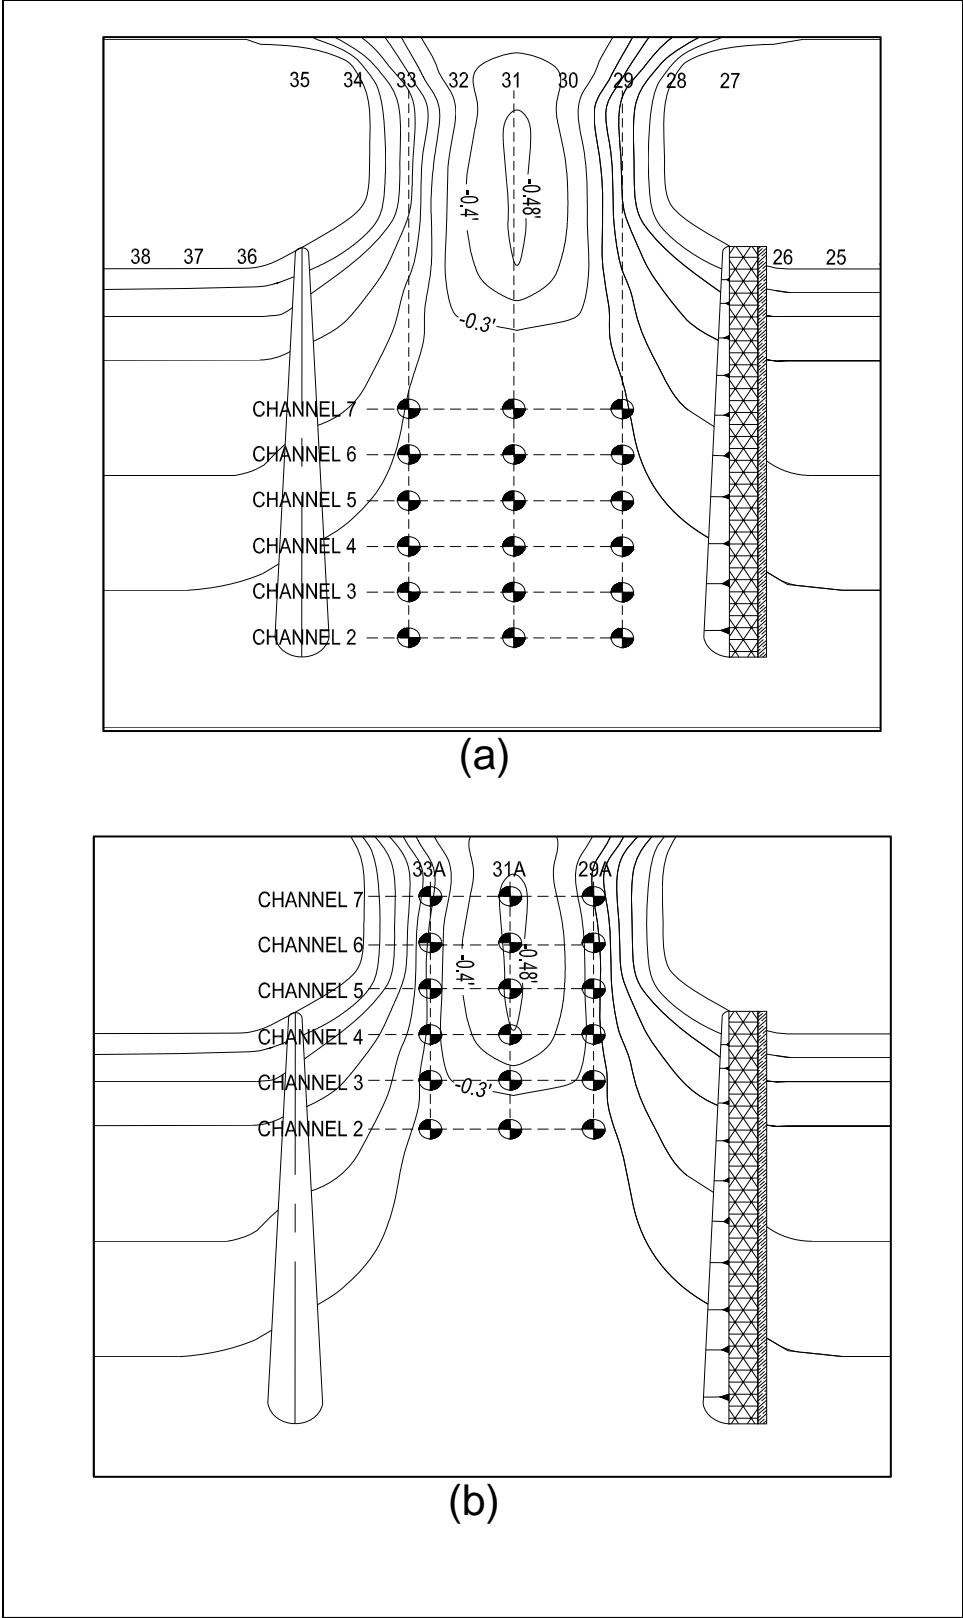 35 34 33 32 31 30 29 28 27
-0.4' -0.48'
38 37 36 26 25
-0.3'
CHANNEL 7
CHANNEL 6
CHANNEL 5
CHANNEL 4
CHANNEL 3
CHANNEL 2
(a)
33A 31A 29A
CHANNEL 7
CHANNEL 6
-0.4' -0.48'
CHANNEL 5
CHANNEL 4
CHANNEL 3
-0.3'
CHANNEL 2
(b)